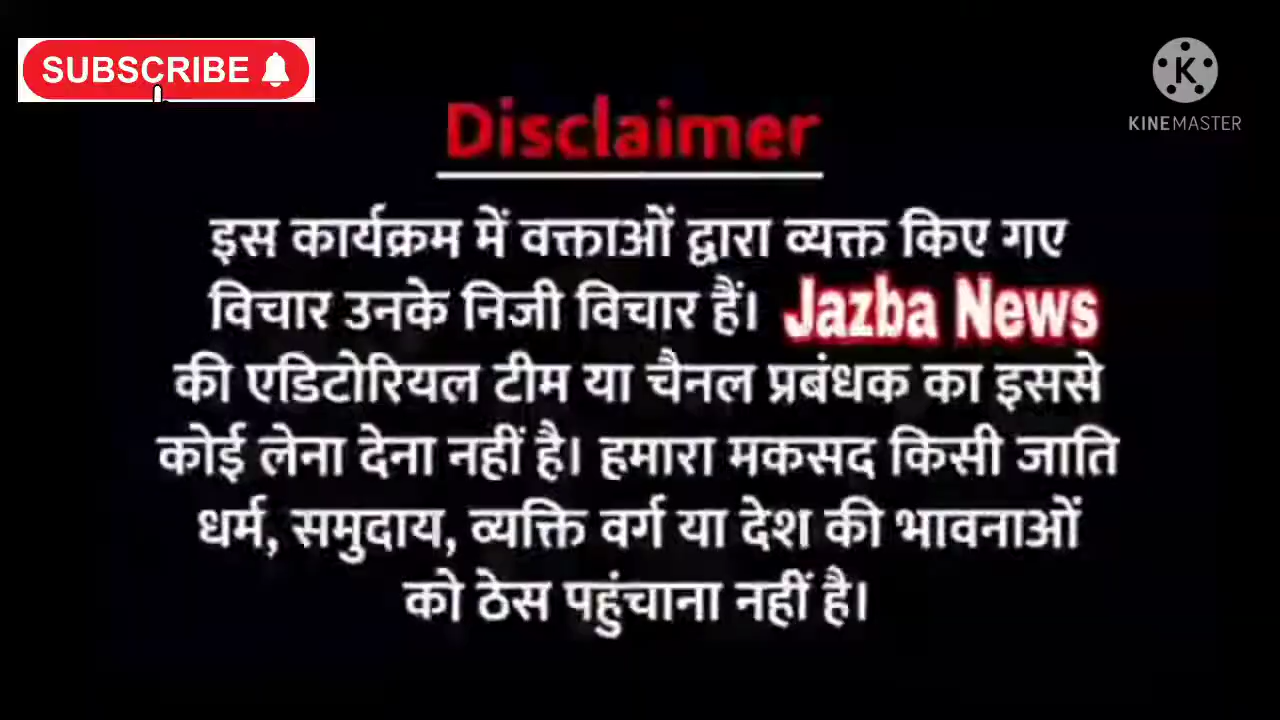 SUBSCRIBE
KINEMASTER
Disclaimer
इस कार्यक्रम में वक्ताओं द्वारा व्यक्त किए गए
विचार उनके निजी विचार हैं। Jazba News
की एडिटोरियल टीम या चैनल प्रबंधक का इससे
कोई लेना देना नहीं है। हमारा मकसद किसी जाति
धर्म, समुदाय, व्यक्ति वर्ग या देश की भावनाओं
को ठेस पहुंचाना नहीं है।